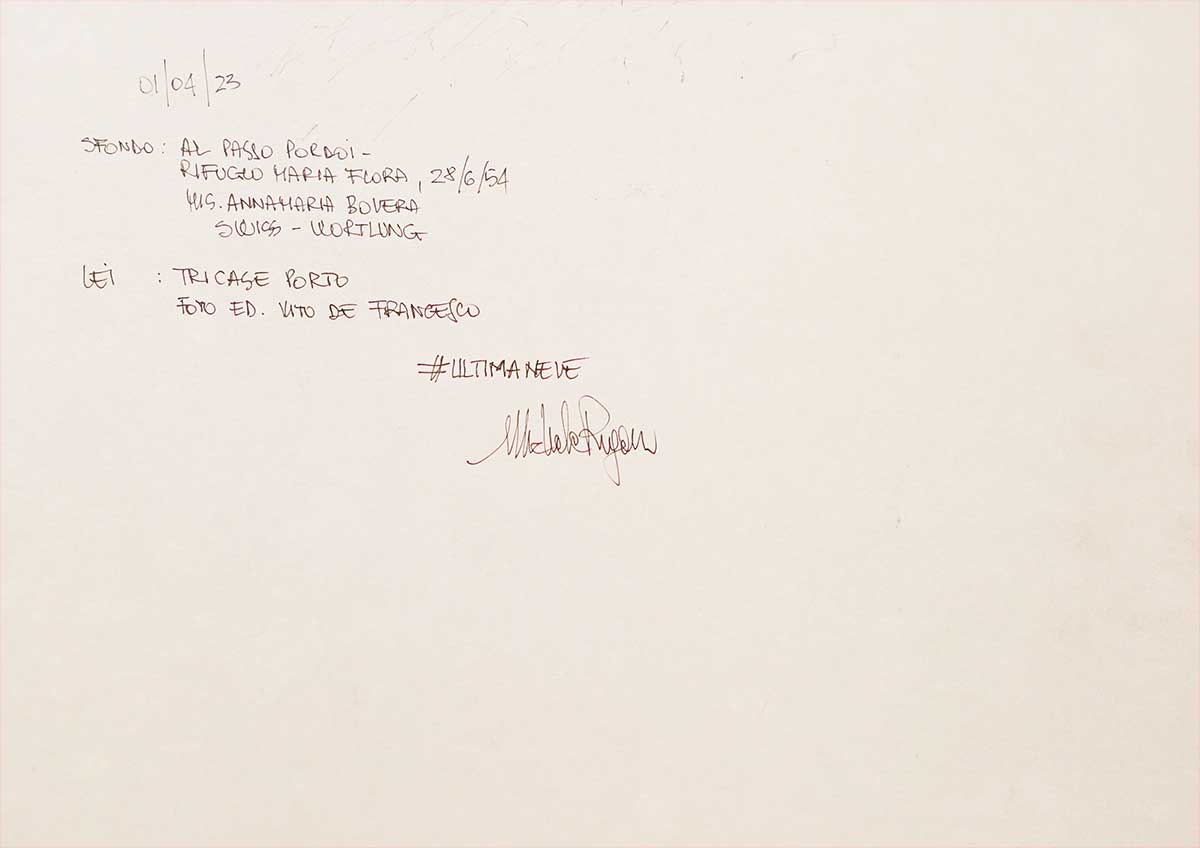 01/04/23
SFONDO: AL PASSO PORDOI -
RIFUGIO MARIA FLORA, 28/6/54
ANNAMARIA BOVERA
SWISS -
LEI : TRICASE PORTO
FOTO ED. VITO DE FRANCESCO
#ULTIMANEVE